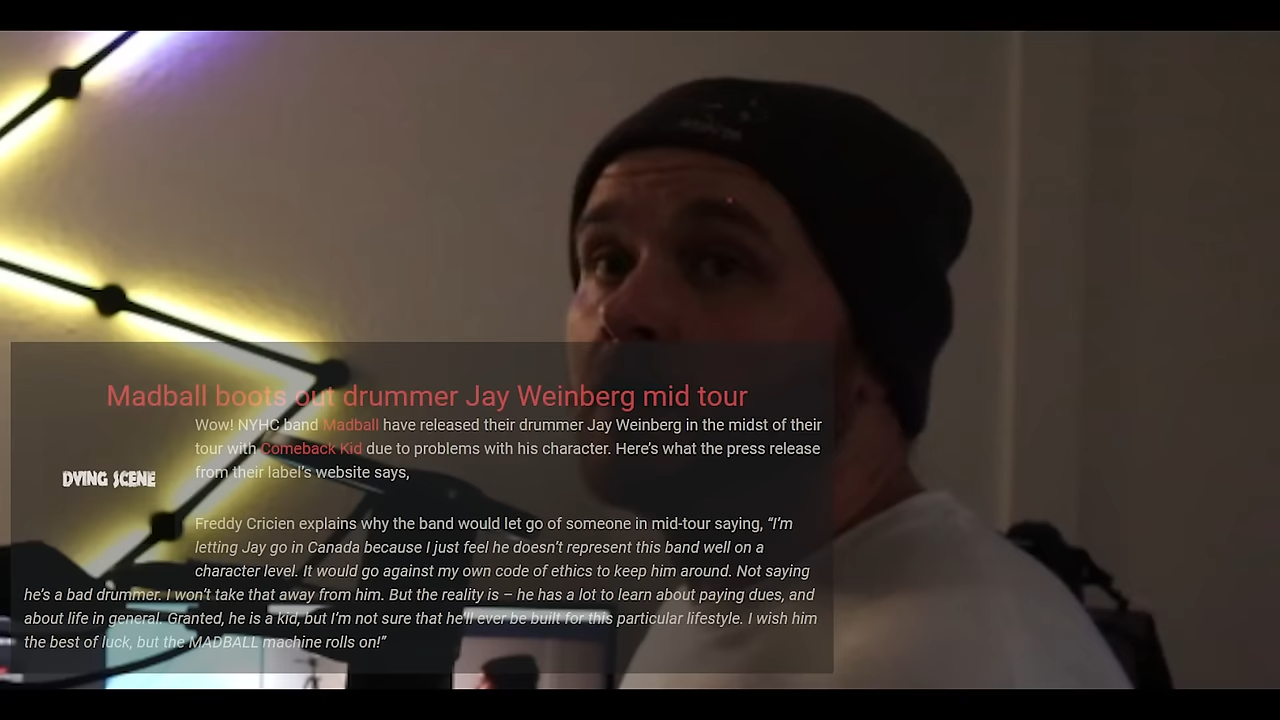 Madball boots out drummer Jay Weinberg mid tour
Wow! NYHC band Madball have released their drummer Jay Weinberg in the midst of their
tour with Comeback Kid due to problems with his character. Here's what the press release
from their label's website says,
DYING SCENE
Freddy Cricien explains why the band would let go of someone in mid-tour saying, “I'm
letting Jay go in Canada because I just feel he doesn't represent this band well on a
character level. It would go against my own code of ethics to keep him around. Not saying
he's a bad drummer. I won't take that away from him. But the reality is – he has a lot to learn about paying dues, and
about life in general. Granted, he is a kid, but I'm not sure that he'll ever be built for this particular lifestyle. I wish him
the best of luck, but the MADBALL machine rolls on!”